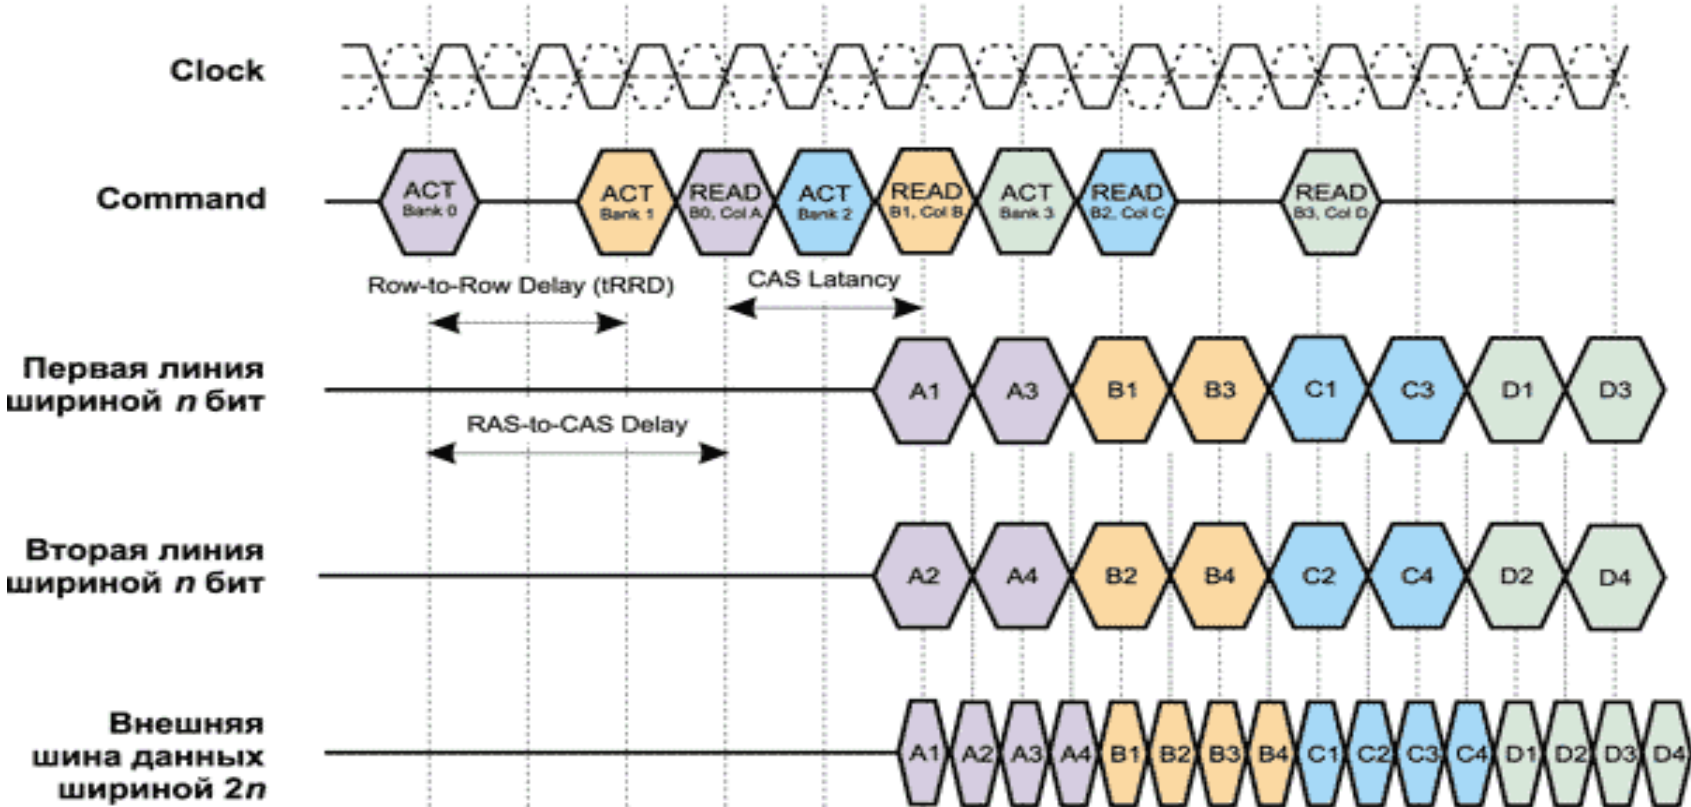 Clock
Command
ACT
Bank 0
ACT
Bank 1
READ
B0, Col A
ACT
Bank 2
READ
B1, Col B
ACT
Bank 3
READ
B2, Col C
READ
B3, Col D
Row-to-Row Delay (tRRD)
CAS Latancy
Первая линия
шириной n бит
A1
A3
B1
B3
C1
C3
D1
D3
RAS-to-CAS Delay
Вторая линия
шириной n бит
A2
A4
B2
B4
C2
C4
D2
D4
Внешняя
шина данных
шириной 2n
A1
A2
A3
A4
B1
B2
B3
B4
C1
C2
C3
C4
D1
D2
D3
D4